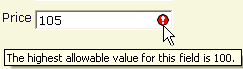 Price 105
The highest allowable value for this field is 100.